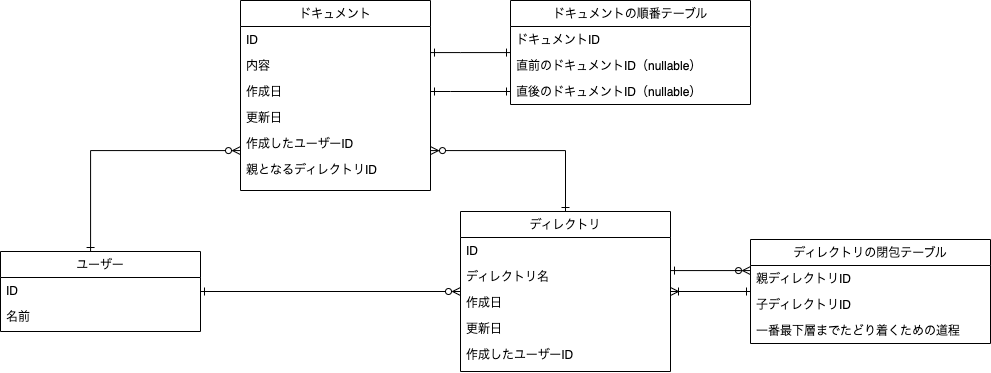 ドキュメント
ID
内容
作成日
更新日
作成したユーザーID
親となるディレクトリID
ドキュメントの順番テーブル
ドキュメントID
直前のドキュメントID（nullable）
直後のドキュメントID（nullable）
ユーザー
ID
名前
ディレクトリ
ID
ディレクトリ名
作成日
更新日
作成したユーザーID
ディレクトリの閉包テーブル
親ディレクトリID
子ディレクトリID
一番最下層までたどり着くための道程